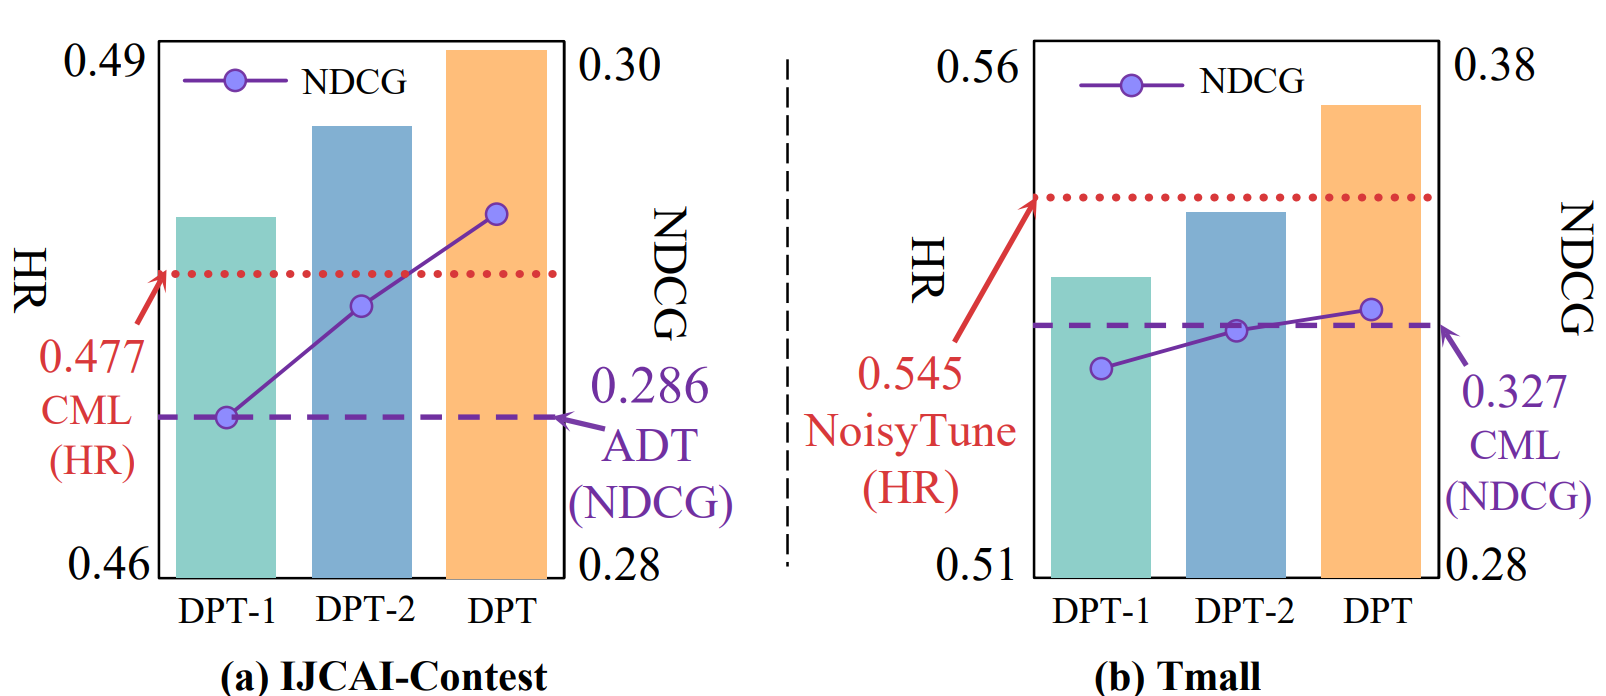 0.49
NDCG
0.30
HR
NDCG
0.477
CML
(HR)
0.286
ADT
(NDCG)
0.46
0.28
DPT-1
DPT-2
DPT
(a) IJCAI-Contest
0.56
NDCG
0.38
HR
NDCG
0.545
NoisyTune
(HR)
0.327
CML
(NDCG)
0.51
0.28
DPT-1
DPT-2
DPT
(b) Tmall